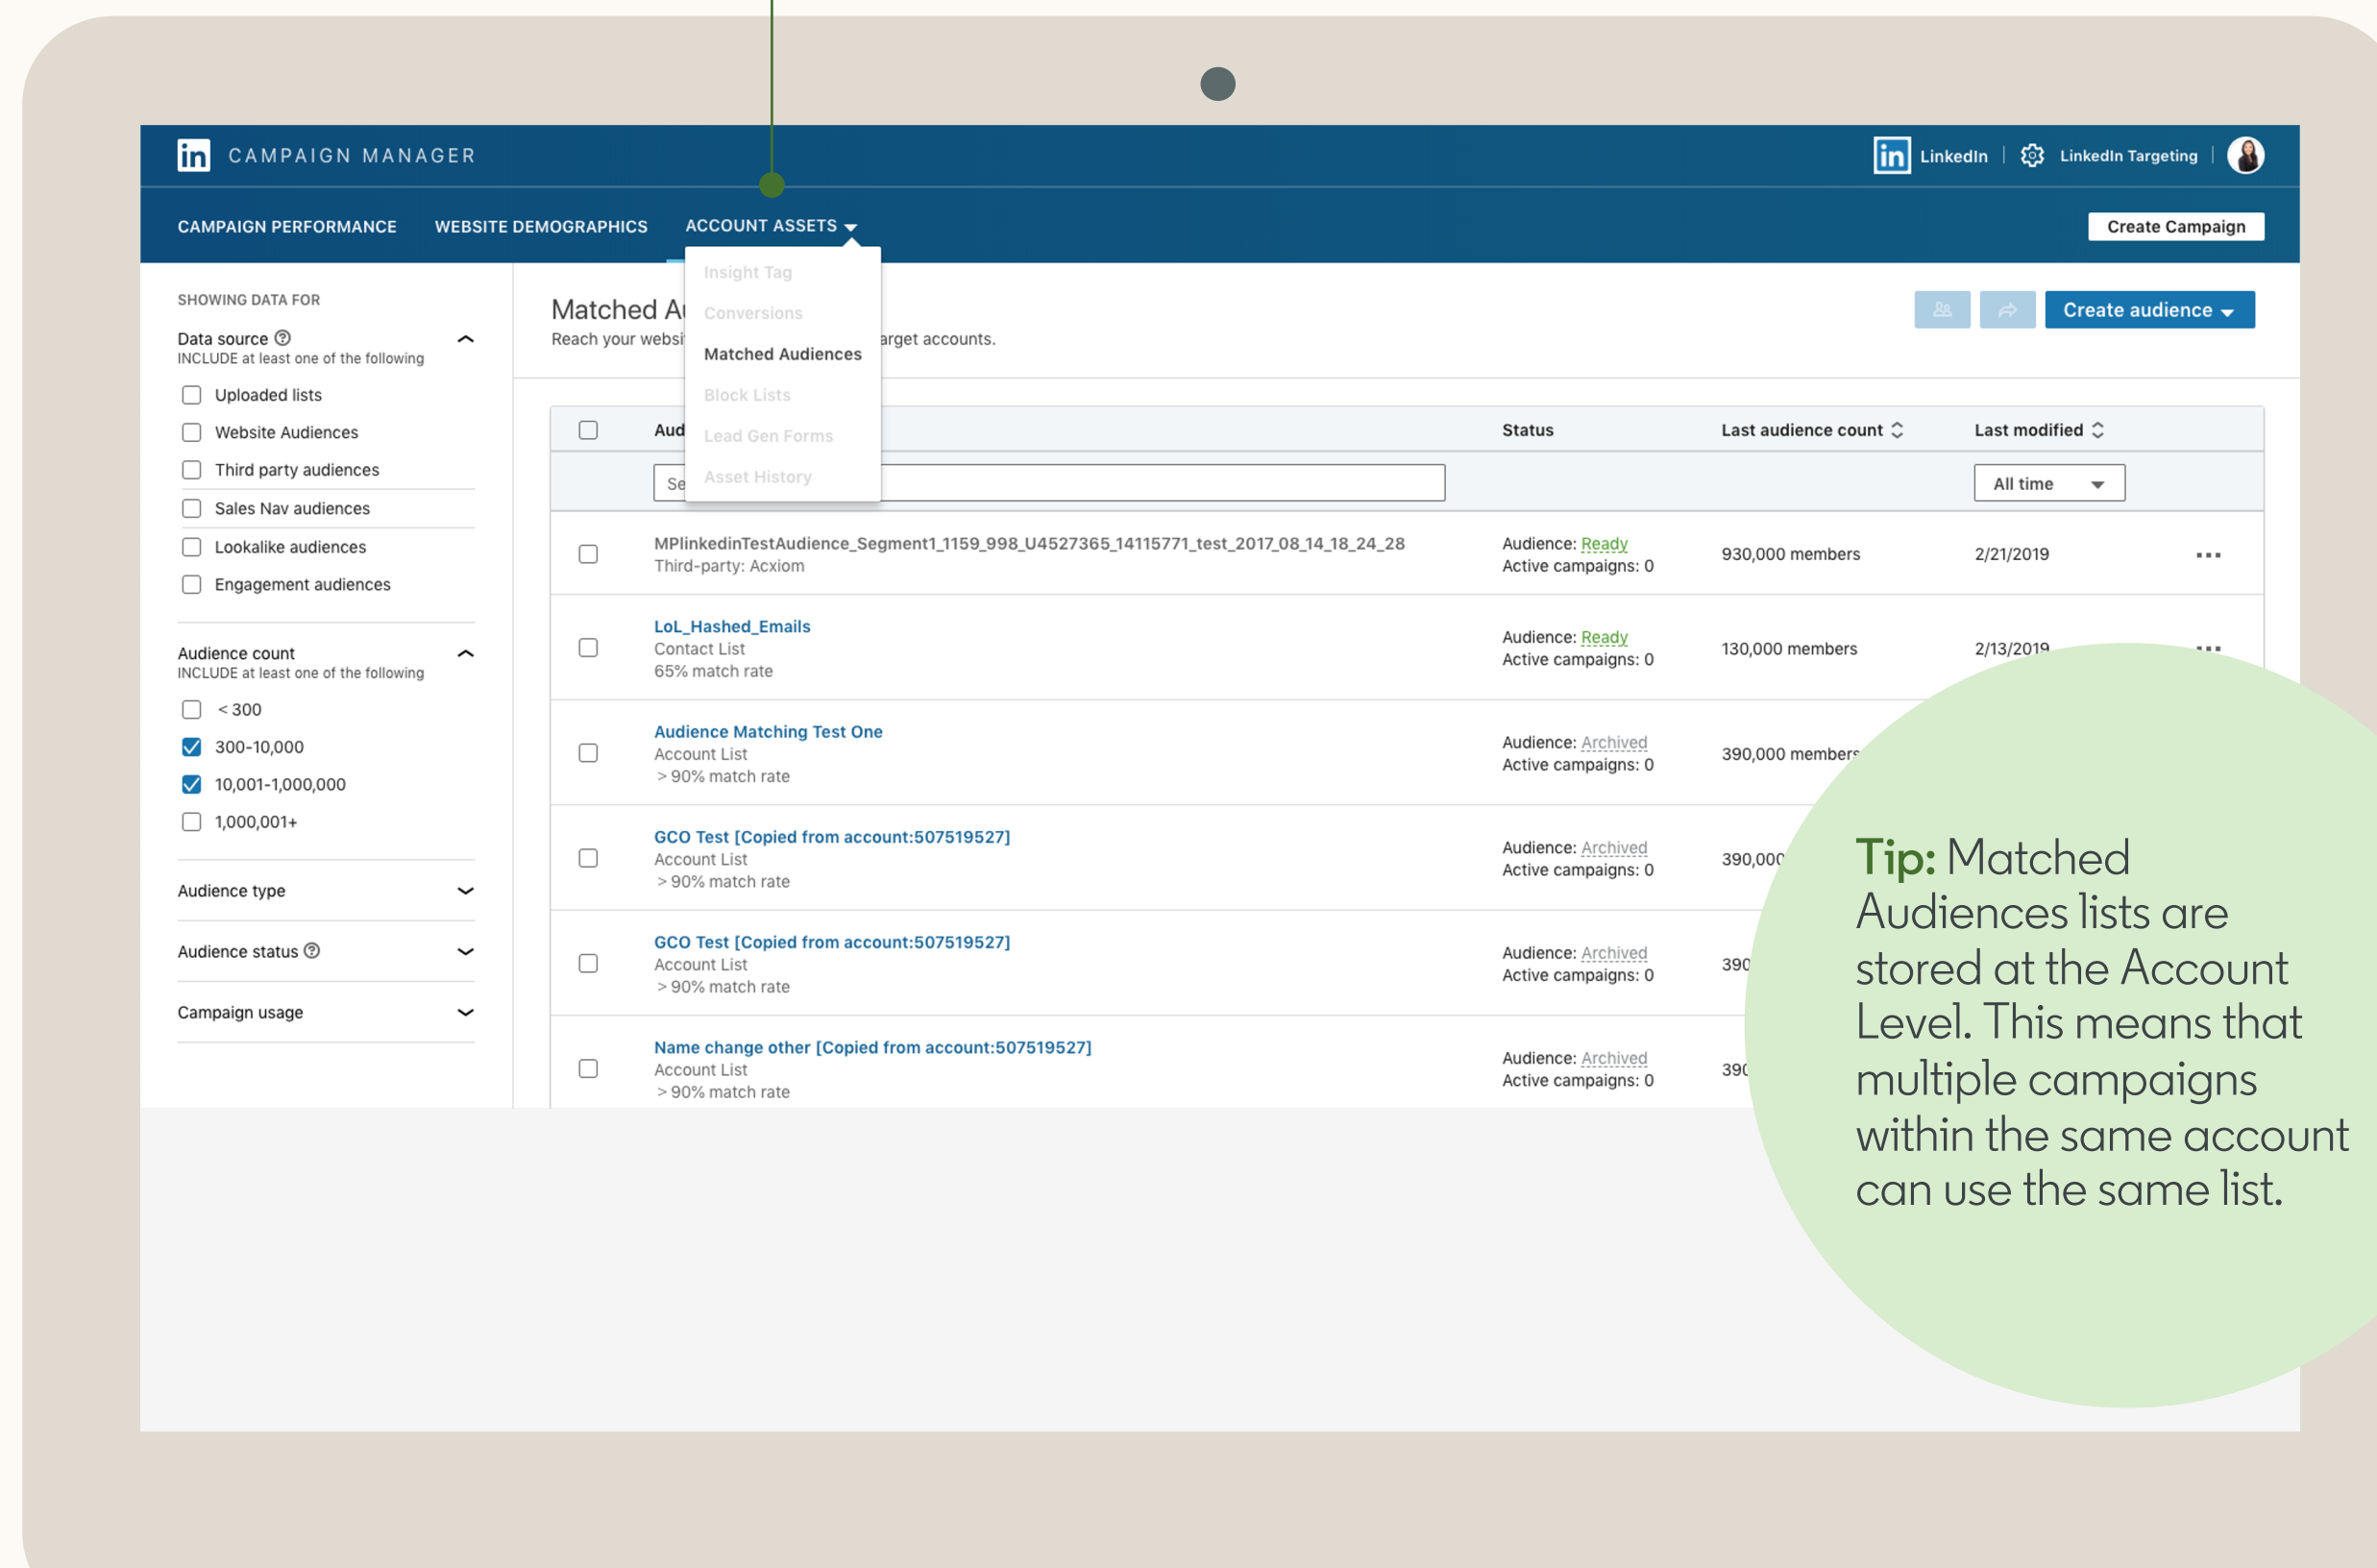 in CAMPAIGN MANAGER
in LinkedIn
LinkedIn Targeting
CAMPAIGN PERFORMANCE
WEBSITE DEMOGRAPHICS
ACCOUNT ASSETS
Create Campaign
Insight Tag
Conversions
Matched Audiences
Block Lists
Lead Gen Forms
Asset History
SHOWING DATA FOR
Data source
INCLUDE at least one of the following
Uploaded lists
Website Audiences
Third party audiences
Sales Nav audiences
Lookalike audiences
Engagement audiences
Audience count
INCLUDE at least one of the following
< 300
300-10,000
10,001-1,000,000
1,000,001+
Audience type
Audience status
Campaign usage
Matched
Reach your
Create audience
Status
Last audience count
Last modified
All time
MPlinkedinTestAudience_Segment1_1159_998_U4527365_14115771_test_2017_08_14_18_24_28
Third-party: Acxiom
Audience: Ready
Active campaigns: 0
930,000 members
2/21/2019
LoL_Hashed_Emails
Contact List
65% match rate
Audience: Ready
Active campaigns: 0
130,000 members
2/13/2019
Audience Matching Test One
Account List
> 90% match rate
Audience: Archived
Active campaigns: 0
390,000 members
GCO Test [Copied from account:507519527]
Account List
> 90% match rate
Audience: Archived
Active campaigns: 0
390,000
GCO Test [Copied from account:507519527]
Account List
> 90% match rate
Audience: Archived
Active campaigns: 0
390
Name change other [Copied from account:507519527]
Account List
> 90% match rate
Audience: Archived
Active campaigns: 0
390
Tip: Matched
Audiences lists are
stored at the Account
Level. This means that
multiple campaigns
within the same account
can use the same list.